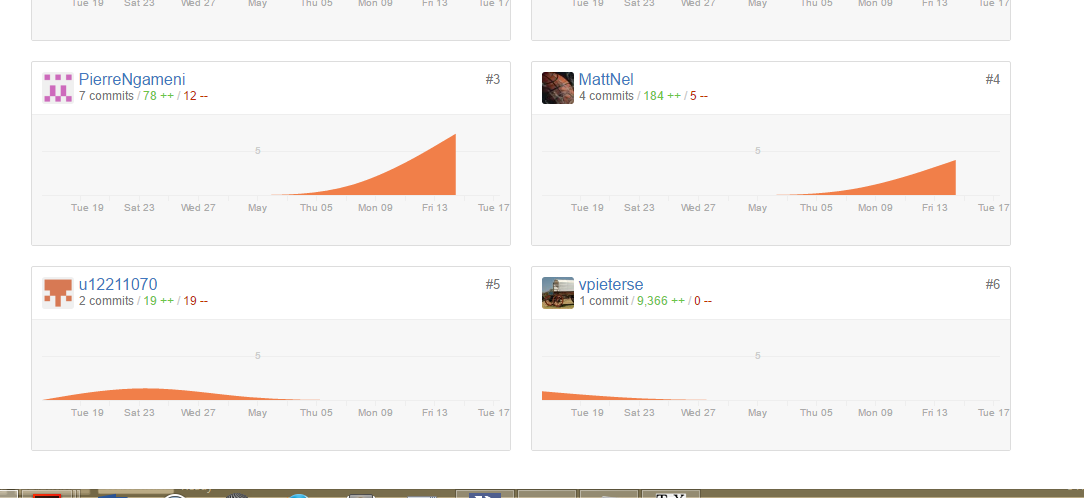 Tue 19 Sat 23 Wed 27 May Thu 05 Mon 09 Fri 13 Tue 17
Tue 19 Sat 23 Wed 27 May Thu 05 Mon 09 Fri 13 Tue 17
PierreNgameni #3
7 commits / 78 ++ / 12 --
5
Tue 19 Sat 23 Wed 27 May Thu 05 Mon 09 Fri 13 Tue 17
MattNel #4
4 commits / 184 ++ / 5 --
5
Tue 19 Sat 23 Wed 27 May Thu 05 Mon 09 Fri 13 Tue 17
u12211070 #5
2 commits / 19 ++ / 19 --
5
Tue 19 Sat 23 Wed 27 May Thu 05 Mon 09 Fri 13 Tue 17
vpieterse #6
1 commit / 9,366 ++ / 0 --
5
Tue 19 Sat 23 Wed 27 May Thu 05 Mon 09 Fri 13 Tue 17